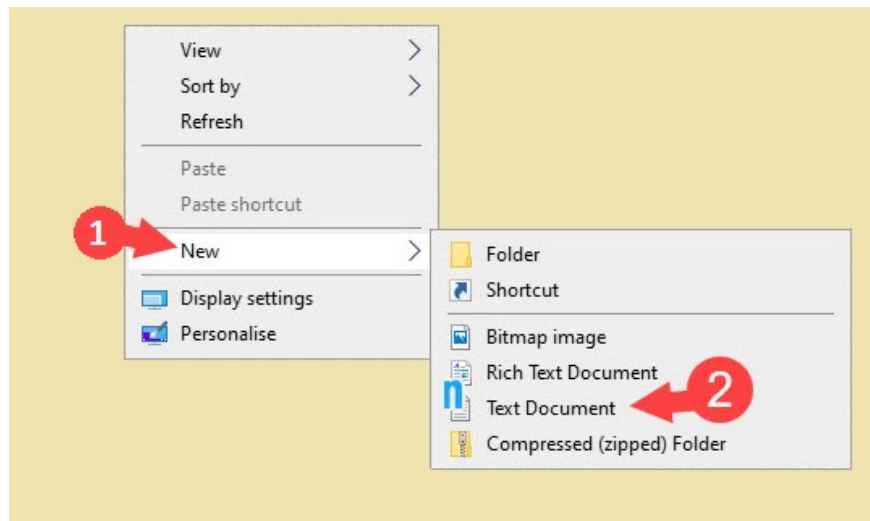 View
Sort by
Refresh
Paste
Paste shortcut
1
New
Display settings
Personalise
Folder
Shortcut
Bitmap image
Rich Text Document
n
Text Document
2
Compressed (zipped) Folder